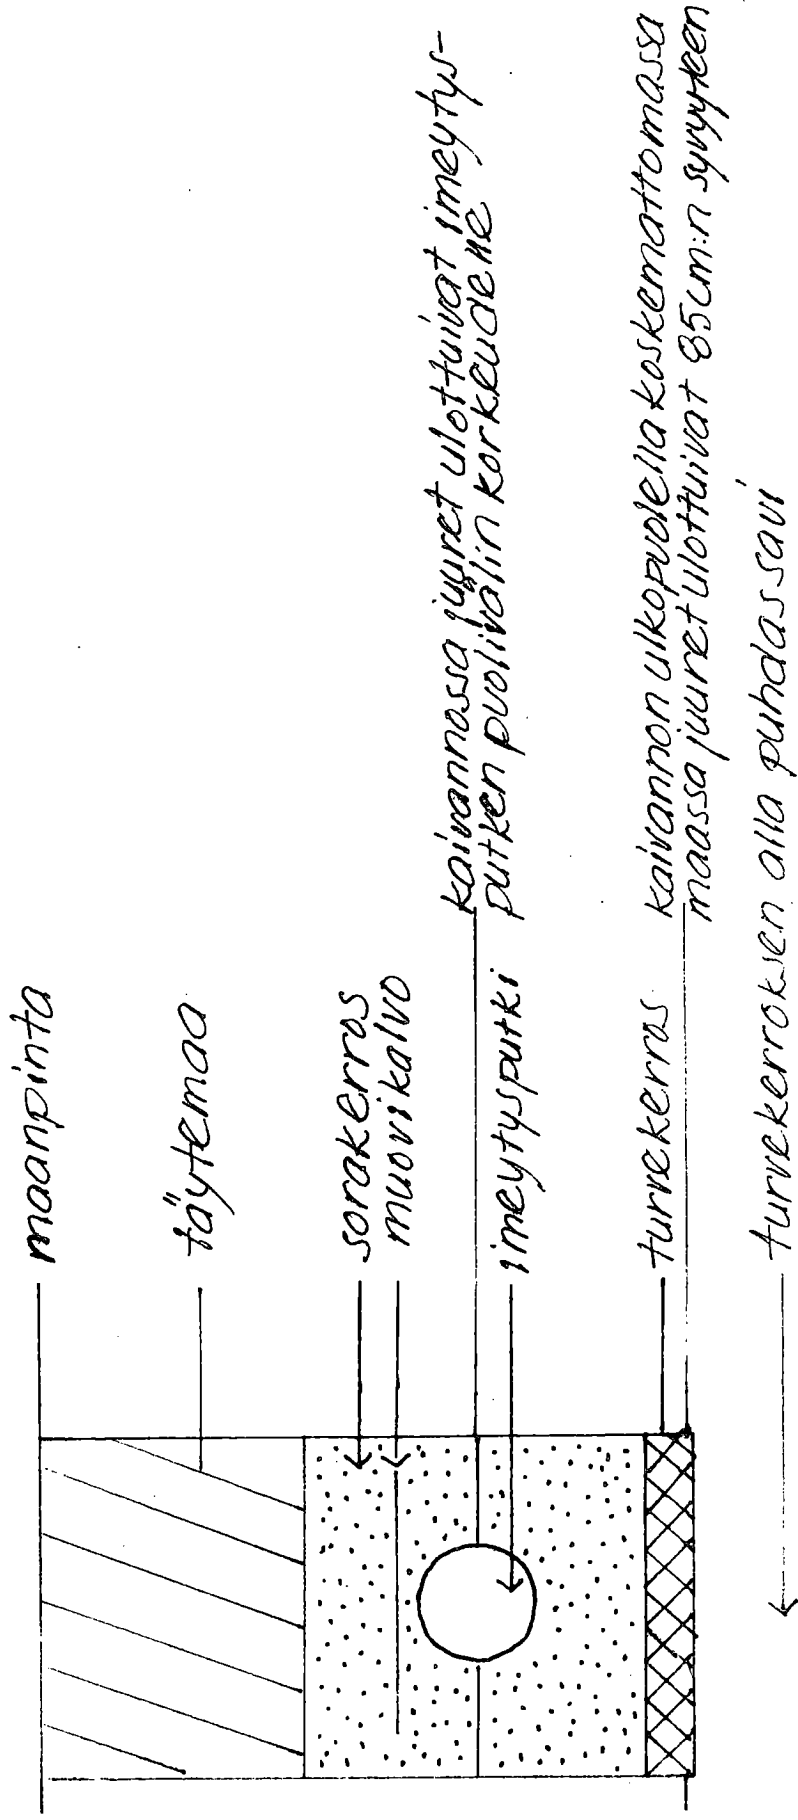 maanpinta
täytemaa
sorakerros
muovikalvo
kaivannossa juuret ulottuivat imeytys-
putken puolivälin korkeudelle
imeytysputki
turvekerros
kaivannon ulkopuolella koskemattomassa
maassa juuret ulottuivat 85cm:n syvyyteen
turvekerroksen alla puhdas savi